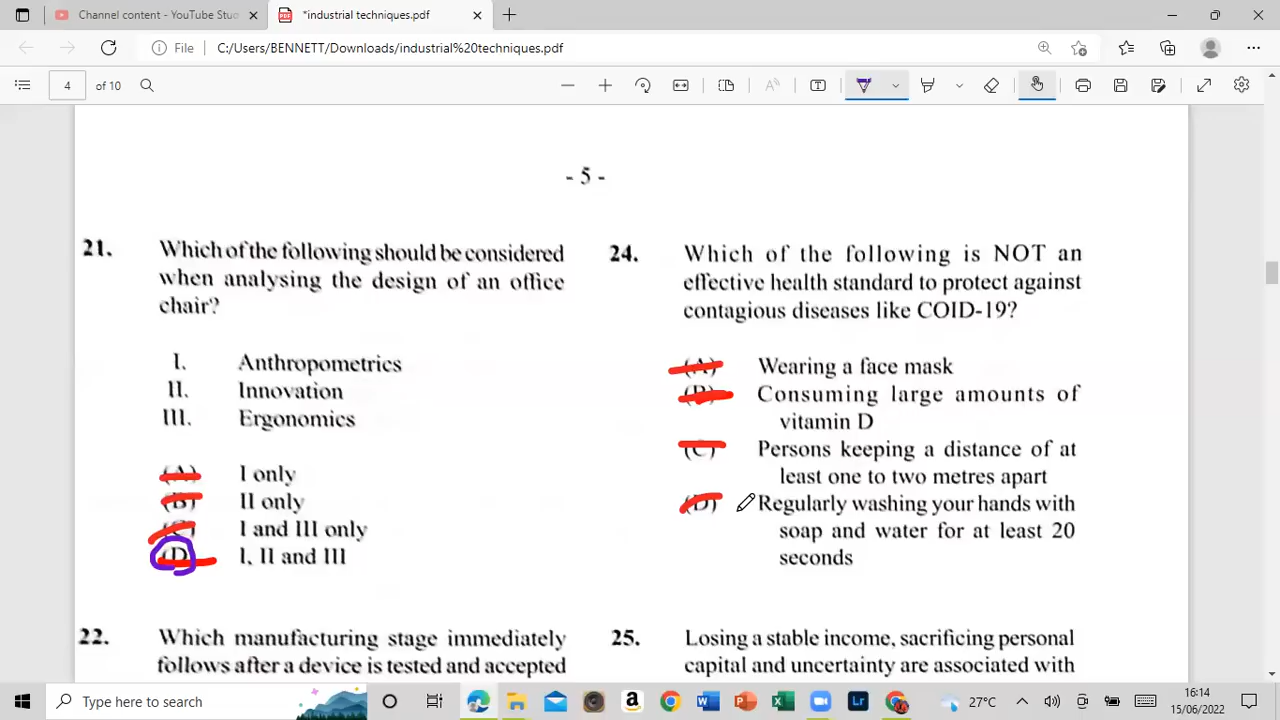 Channel content - YouTube Studi
*industrial techniques.pdf
File
C:/Users/BENNETT/Downloads/industrial%20techniques.pdf
4
of 10
- 5 -
21. Which of the following should be considered
when analysing the design of an office
chair?
I. Anthropometrics
II. Innovation
III. Ergonomics
(A) I only
(B) II only
(C) I and III only
(D) I, II and III
22. Which manufacturing stage immediately
follows after a device is tested and accepted
24. Which of the following is NOT an
effective health standard to protect against
contagious diseases like COID-19?
(A) Wearing a face mask
(B) Consuming large amounts of
vitamin D
(C) Persons keeping a distance of at
least one to two metres apart
(D) Regularly washing your hands with
soap and water for at least 20
seconds
25. Losing a stable income, sacrificing personal
capital and uncertainty are associated with
Type here to search
27°C
16:14
15/06/2022